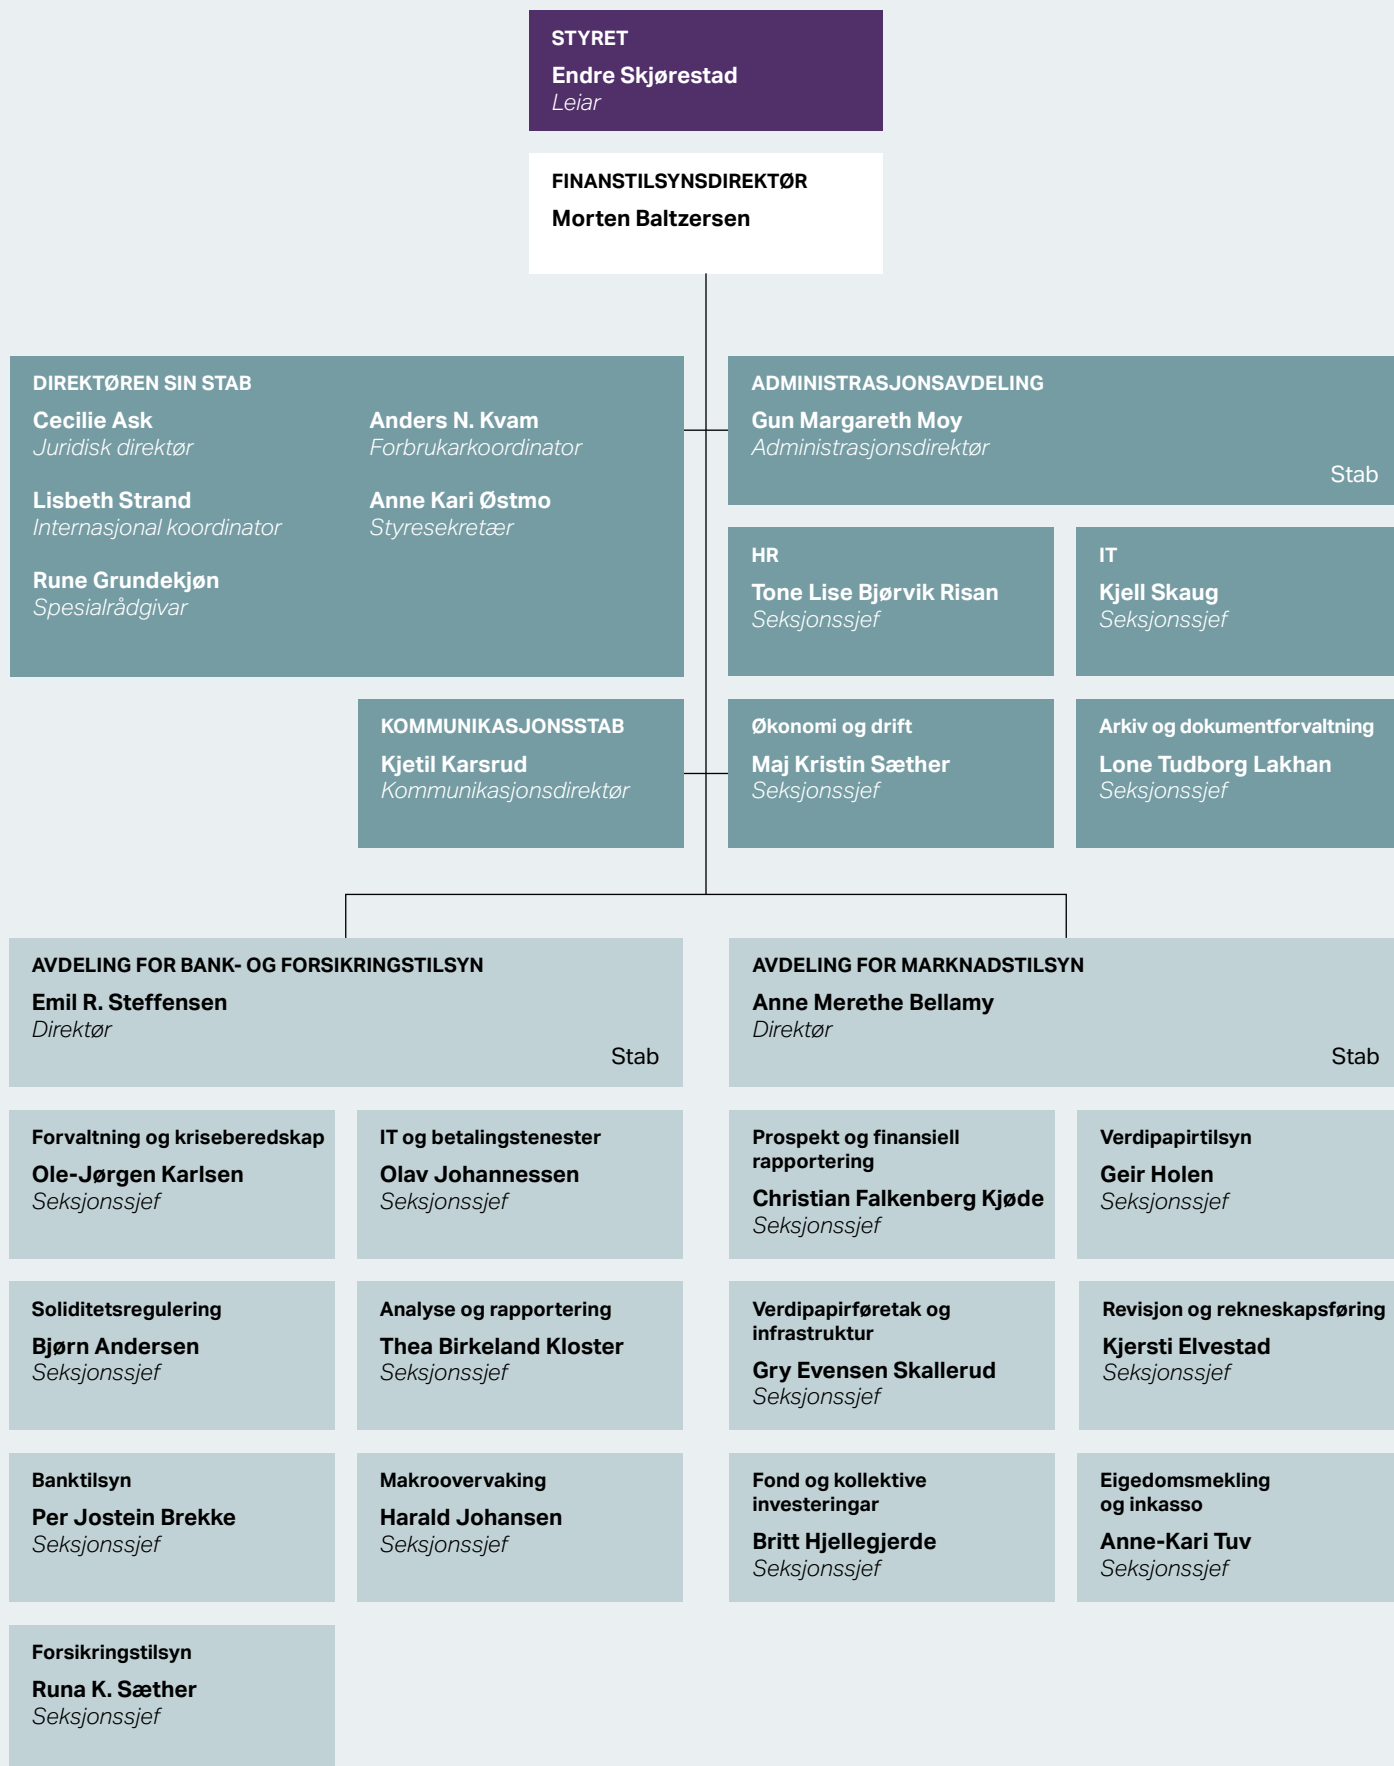 STYRET
Endre Skjørestad
Leiar
FINANSTILSYNSDIREKTØR
Morten Baltzersen
DIREKTØREN SIN STAB
Cecilie Ask
Juridisk direktør
Lisbeth Strand
Internasjonal koordinator
Rune Grundekjøn
Spesialrådgivar
Anders N. Kvam
Forbrukarkoordinator
Anne Kari Østmo
Styresekretær
ADMINISTRASJONSAVDELING
Gun Margareth Moy
Administrasjonsdirektør
Stab
HR
Tone Lise Bjørvik Risan
Seksjonssjef
IT
Kjell Skaug
Seksjonssjef
KOMMUNIKASJONSSTAB
Kjetil Karsrud
Kommunikasjonsdirektør
Økonomi og drift
Maj Kristin Sæther
Seksjonssjef
Arkiv og dokumentforvaltning
Lone Tudborg Lakhan
Seksjonssjef
AVDELING FOR BANK- OG FORSIKRINGSTILSYN
Emil R. Steffensen
Direktør
Stab
Forvaltning og kriseberedskap
Ole-Jørgen Karlsen
Seksjonssjef
IT og betalingstenester
Olav Johannessen
Seksjonssjef
Soliditetsregulering
Bjørn Andersen
Seksjonssjef
Analyse og rapportering
Thea Birkeland Kloster
Seksjonssjef
Banktilsyn
Per Jostein Brekke
Seksjonssjef
Makroovervaking
Harald Johansen
Seksjonssjef
Forsikringstilsyn
Runa K. Sæther
Seksjonssjef
AVDELING FOR MARKNADSTILSYN
Anne Merethe Bellamy
Direktør
Stab
Prospekt og finansiell
rapportering
Christian Falkenberg Kjøde
Seksjonssjef
Verdipapirtilsyn
Geir Holen
Seksjonssjef
Verdipapirføretak og
infrastruktur
Gry Evensen Skallerud
Seksjonssjef
Revisjon og rekneskapsføring
Kjersti Elvestad
Seksjonssjef
Fond og kollektive
investeringar
Britt Hjellegjerde
Seksjonssjef
Eigedomsmekling
og inkasso
Anne-Kari Tuv
Seksjonssjef